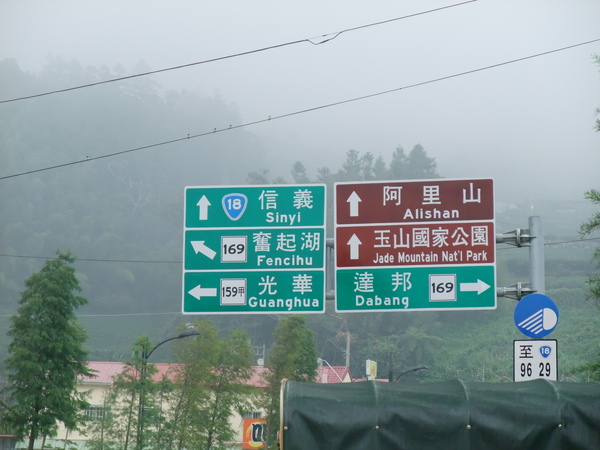 18 信義
Sinyi
169 奮起湖
Fencihu
159甲 光華
Guanghua
阿里山
Alishan
玉山國家公園
Jade Mountain Nat'l Park
達邦 169
Dabang
至 18
96 29